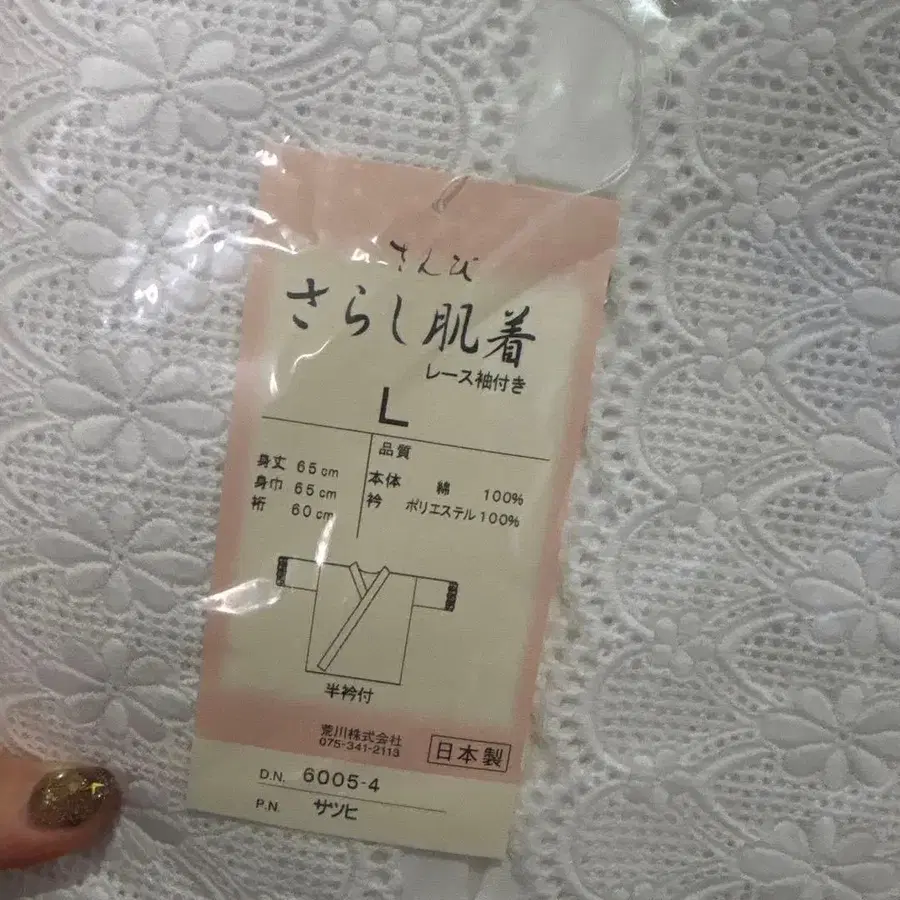 さんび
さらし肌着
レース袖付き
L
身丈 65cm
身巾 65cm
裄 60cm
品質
本体 綿 100%
衿 ポリエステル100%
半衿付
荒川株式会社
075-341-2113
日本製
D.N. 6005-4
P.N. サツヒ